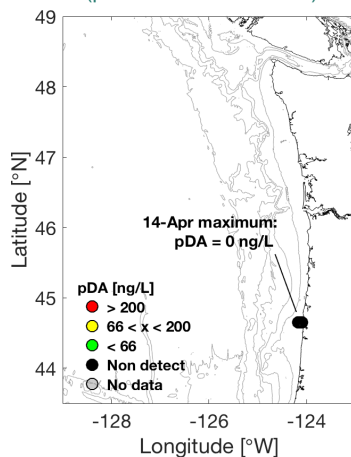 49
48
47
46
45
44
Latitude [°N]
14-Apr maximum:
pDA = 0 ng/L
pDA [ng/L]
> 200
66 < x < 200
< 66
Non detect
No data
-128 -126 -124
Longitude [°W]